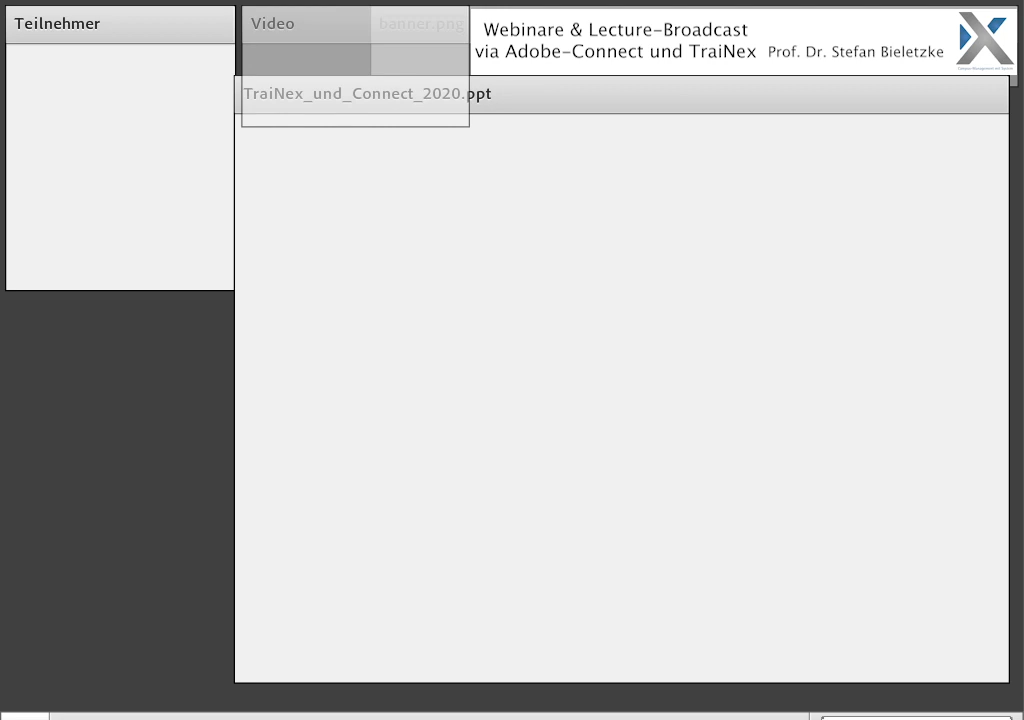 Teilnehmer
Video
banner.png
Webinare & Lecture-Broadcast
via Adobe-Connect und TraiNex Prof. Dr. Stefan Bieletzke
TraiNex_und_Connect_2020.ppt